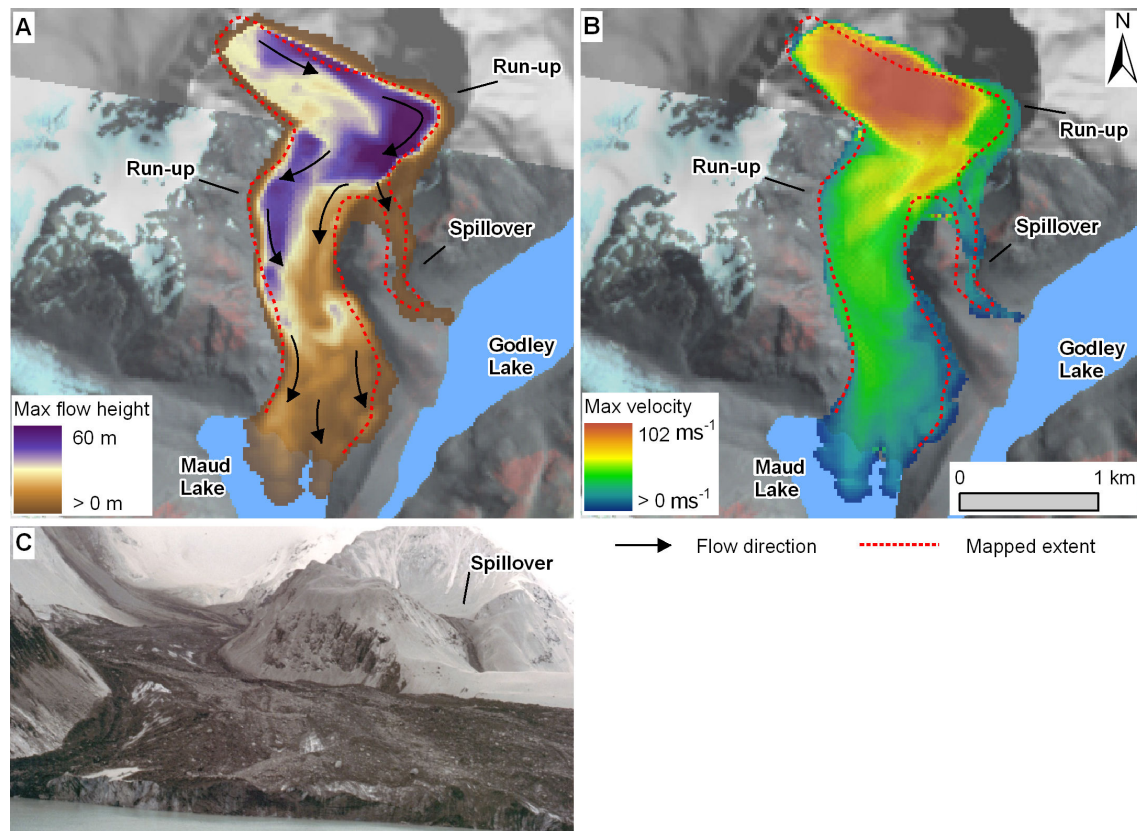 A
Run-up
Run-up
Spillover
Godley
Lake
Maud
Lake
Max flow height
60 m
> 0 m
B
N
Run-up
Run-up
Spillover
Godley
Lake
Maud
Lake
Max velocity
102 ms-1
> 0 ms-1
0 1 km
C
Spillover
Flow direction
Mapped extent